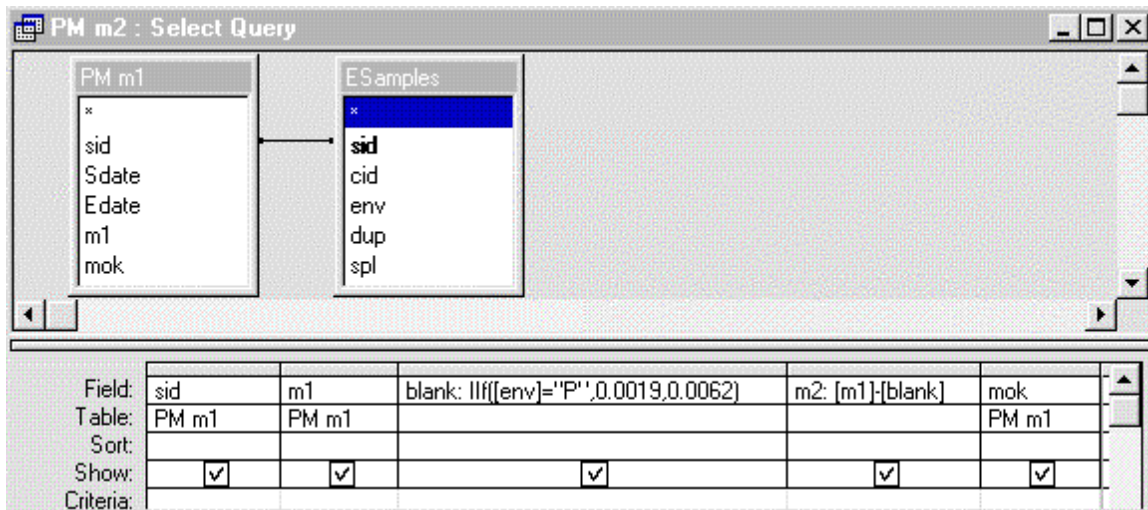 PM m2 : Select Query
PM m1
*
sid
Sdate
Edate
m1
mok
ESamples
*
sid
cid
env
dup
spl
Field: sid m1 blank: IIf([env]="P",0.0019,0.0062) m2: [m1]-[blank] mok
Table: PM m1 PM m1 PM m1
Sort:
Show:
Criteria: